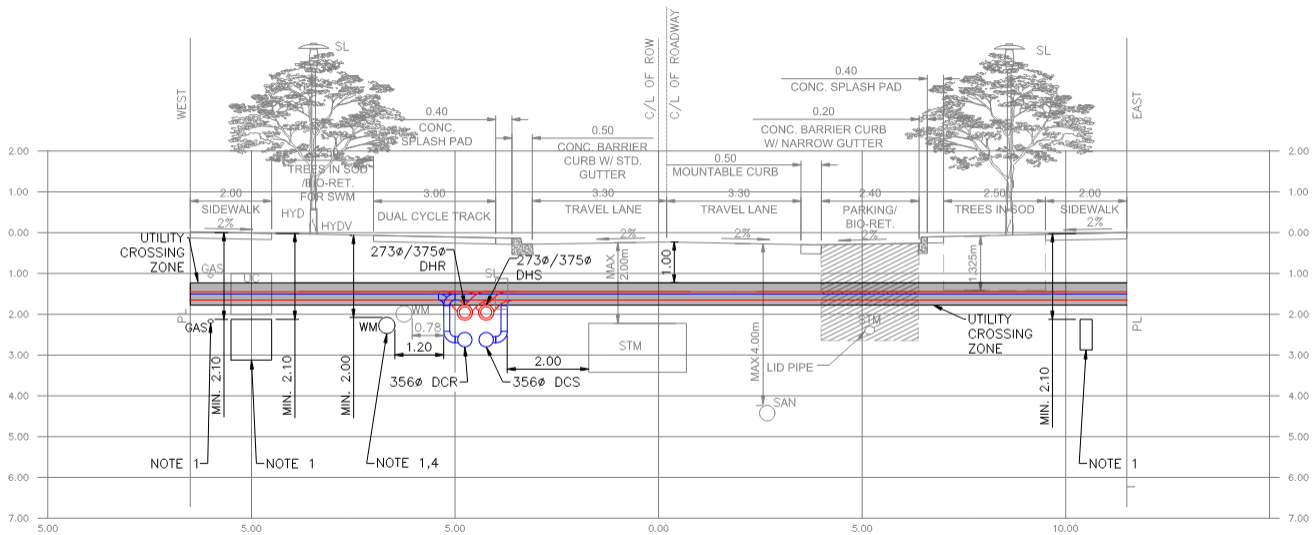 SL
C/L OF ROW
C/L OF ROADWAY
SL
WEST
EAST
0.40
CONC. SPLASH PAD
0.40
CONC.
SPLASH PAD
0.50
CONC. BARRIER
CURB W/ STD.
GUTTER
0.20
CONC. BARRIER CURB
W/ NARROW GUTTER
0.50
MOUNTABLE CURB
2.00
2.00
TREES IN SOD
/BIO-RET.
FOR SWM
1.00
1.00
2.00
SIDEWALK
2%
HYD
HYDV
3.00
DUAL CYCLE TRACK
3.30
TRAVEL LANE
2%
3.30
TRAVEL LANE
2%
2.40
PARKING/
BIO-RET.
2%
2.50
TREES IN SOD
2.00
SIDEWALK
2%
0.00
0.00
UTILITY
CROSSING
ZONE
273ø/375ø
DHR
273ø/375ø
DHS
SL
MAX
2.00m
1.00
1.325m
GAS
UC
1.00
1.00
PL
GAS
WM
WM
0.78
1.20
2.00
STM
STM
LID PIPE
UTILITY
CROSSING
ZONE
PL
2.00
2.00
3.00
3.00
MIN. 2.10
MIN. 2.10
MIN. 2.00
356ø DCR
356ø DCS
MAX 4.00m
SAN
MIN. 2.10
4.00
4.00
5.00
5.00
NOTE 1
NOTE 1
NOTE 1,4
NOTE 1
6.00
6.00
7.00
7.00
5.00
5.00
5.00
0.00
5.00
10.00